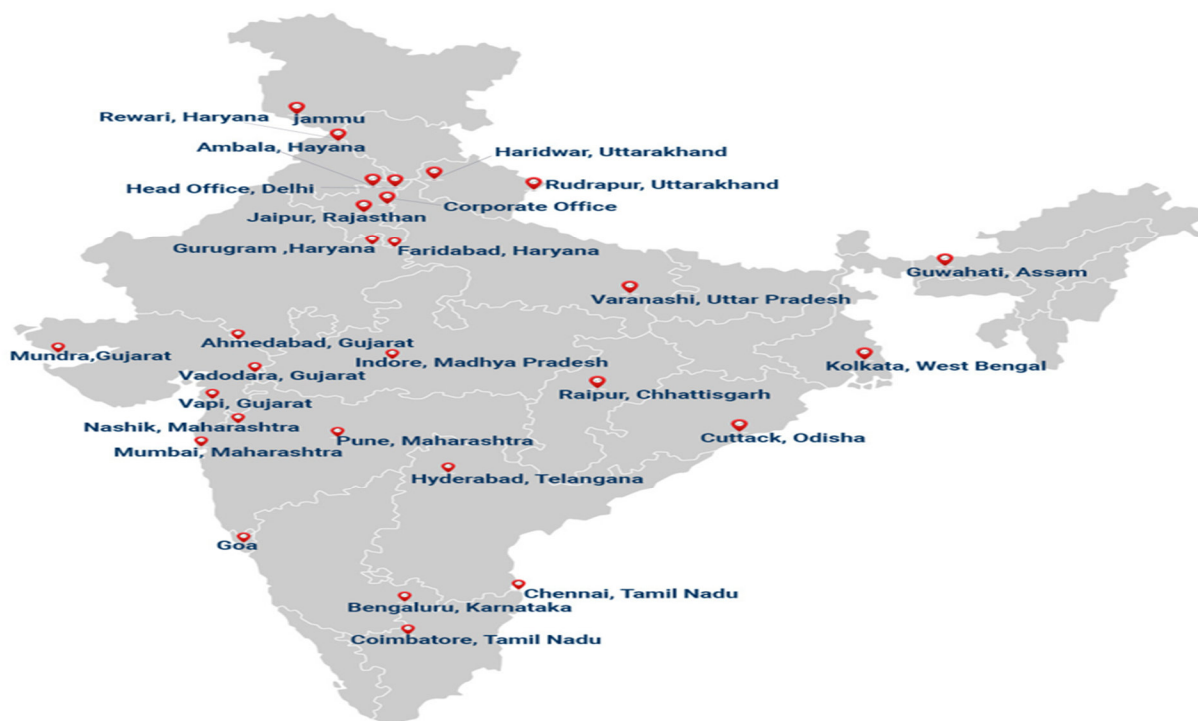 Rewari, Haryana
jammu
Ambala, Hayana
Haridwar, Uttarakhand
Head Office, Delhi
Rudrapur, Uttarakhand
Jaipur, Rajasthan
Corporate Office
Gurugram ,Haryana
Faridabad, Haryana
Guwahati, Assam
Varanashi, Uttar Pradesh
Ahmedabad, Gujarat
Mundra,Gujarat
Indore, Madhya Pradesh
Kolkata, West Bengal
Vadodara, Gujarat
Raipur, Chhattisgarh
Vapi, Gujarat
Nashik, Maharashtra
Pune, Maharashtra
Cuttack, Odisha
Mumbai, Maharashtra
Hyderabad, Telangana
Goa
Chennai, Tamil Nadu
Bengaluru, Karnataka
Coimbatore, Tamil Nadu